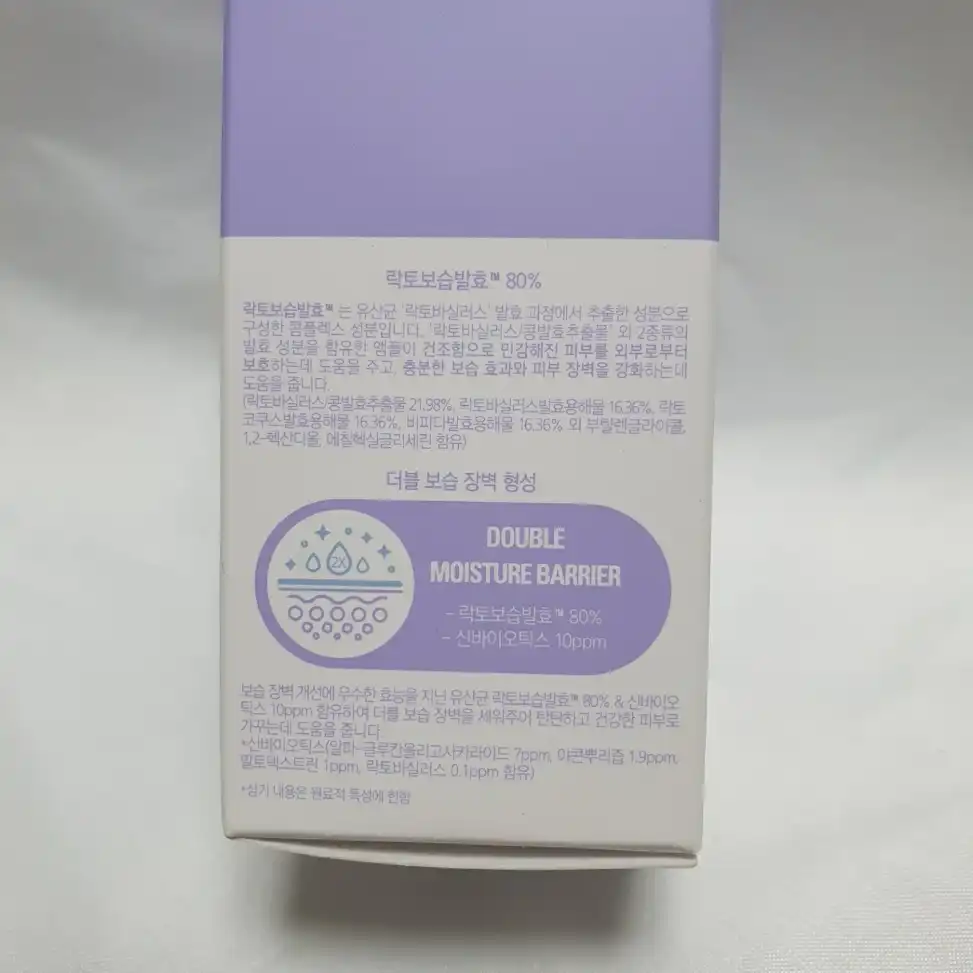 락토보습발효™ 80%
락토보습발효™ 는 유산균 '락토바실러스' 발효 과정에서 추출한 성분으로
구성한 콤플렉스 성분입니다. '락토바실러스/콩발효추출물' 외 2종류의
발효 성분을 함유한 앰플이 건조함으로 민감해진 피부를 외부로부터
보호하는데 도움을 주고, 충분한 보습 효과와 피부 장벽을 강화하는데
도움을 줍니다.
(락토바실러스/콩발효추출물 21.98%, 락토바실러스발효용해물 16.36%, 락토
코쿠스발효용해물 16.36%, 비피다발효용해물 16.36% 외 부틸렌글라이콜,
1,2-헥산디올, 에칠헥실글리세린 함유)
더블 보습 장벽 형성
2X
DOUBLE
MOISTURE BARRIER
- 락토보습발효™ 80%
- 신바이오틱스 10ppm
보습 장벽 개선에 우수한 효능을 지닌 유산균 락토보습발효™ 80% & 신바이오
틱스 10ppm 함유하여 더블 보습 장벽을 세워주어 탄탄하고 건강한 피부로
가꾸는데 도움을 줍니다.
*신바이오틱스(알파-글루칸올리고사카라이드 7ppm, 야콘뿌리즙 1.9ppm,
말토덱스트린 1ppm, 락토바실러스 0.1ppm 함유)
*상기 내용은 원료적 특성에 한함